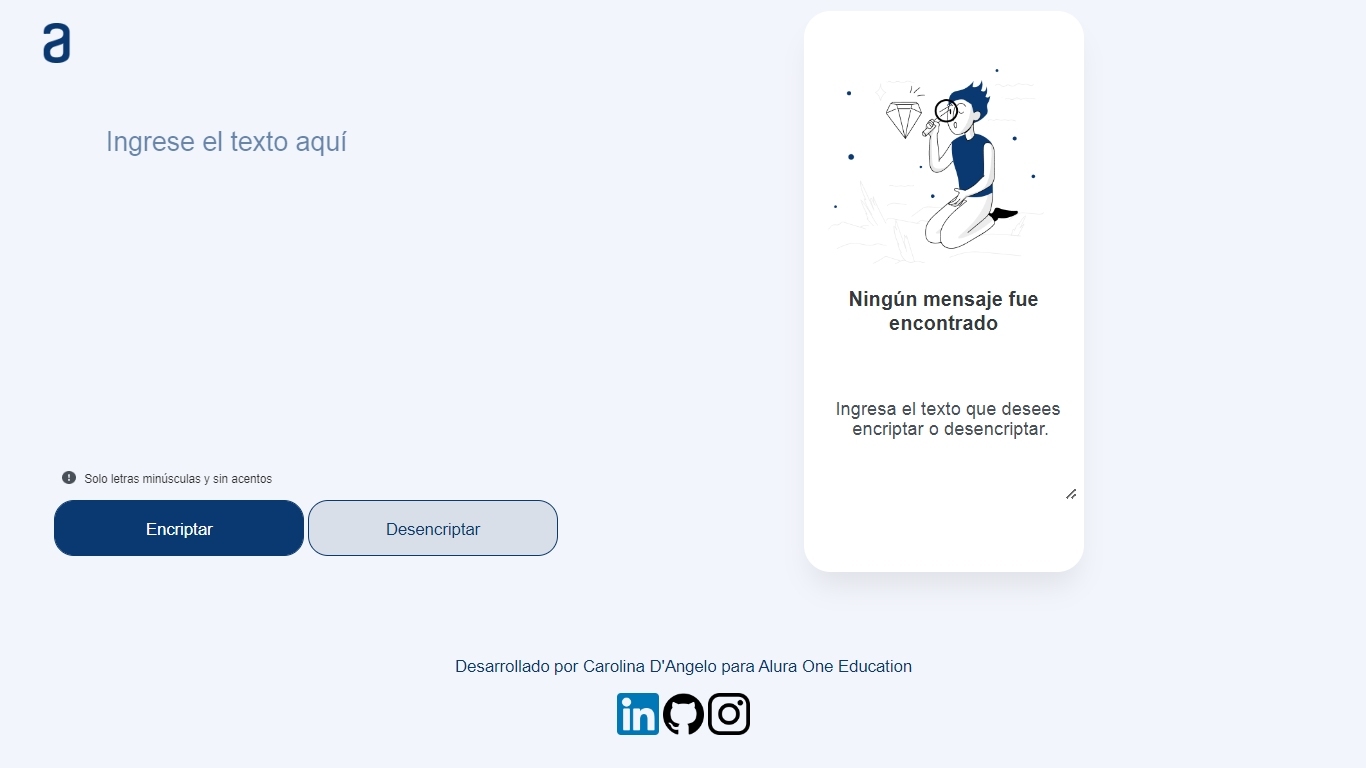 a
Ingrese el texto aquí
Solo letras minúsculas y sin acentos
Encriptar
Desencriptar
Ningún mensaje fue
encontrado
Ingresa el texto que desees
encriptar o desencriptar.
Desarrollado por Carolina D'Angelo para Alura One Education
in